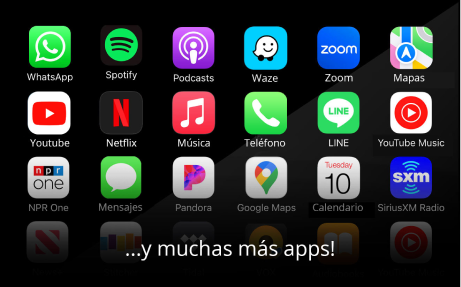 WhatsApp Spotify Podcasts Waze Zoom Mapas
zoom
Youtube Netflix Música Teléfono LINE YouTube Music
LINE
npr one
Tuesday
10
sxm
NPR One Mensajes Pandora Google Maps Calendario SiriusXM Radio
...y muchas más apps!